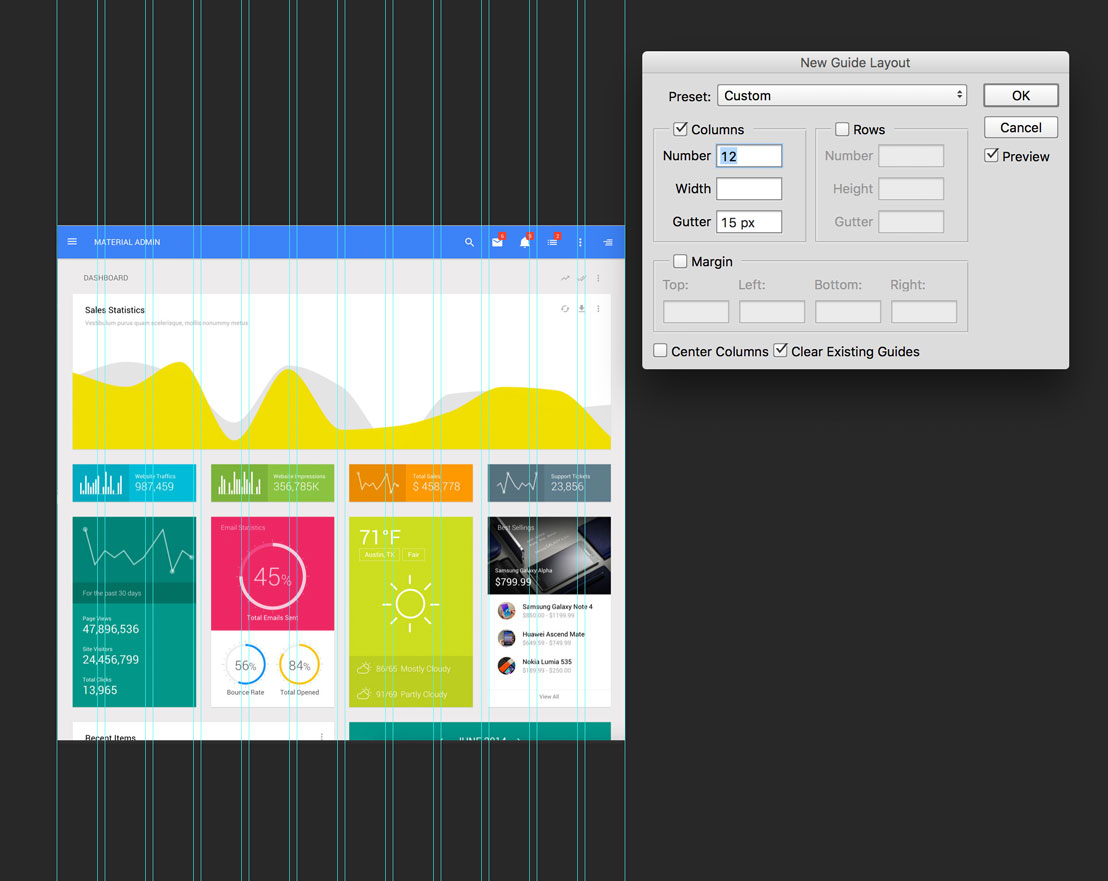 New Guide Layout
Preset: Custom
OK
Columns
Rows
Cancel
Number 12
Number
Preview
Width
Height
Gutter 15 px
Gutter
Margin
Top: Left: Bottom: Right:
Center Columns Clear Existing Guides
MATERIAL ADMIN
DASHBOARD
Sales Statistics
Vestibulum purus quam scelerisque, mollis nonummy metus
Website Traffics
987,459
Website Impressions
356,785K
Total Sales
$ 458,778
Support Tickets
23,856
For the past 30 days
Page Views
47,896,536
Site Visitors
24,456,799
Total Clicks
13,965
Email Statistics
45%
Total Emails Sent
56%
Bounce Rate
84%
Total Opened
71°F
Austin, TX Fair
86/65 Mostly Cloudy
91/69 Partly Cloudy
Best Sellings
Samsung Galaxy Alpha
$799.99
Samsung Galaxy Note 4
$850.00 - $1199.99
Huawei Ascend Mate
$649.59 - $749.99
Nokia Lumia 535
$189.99 - $250.00
View All
Recent Items
JUNE 2014